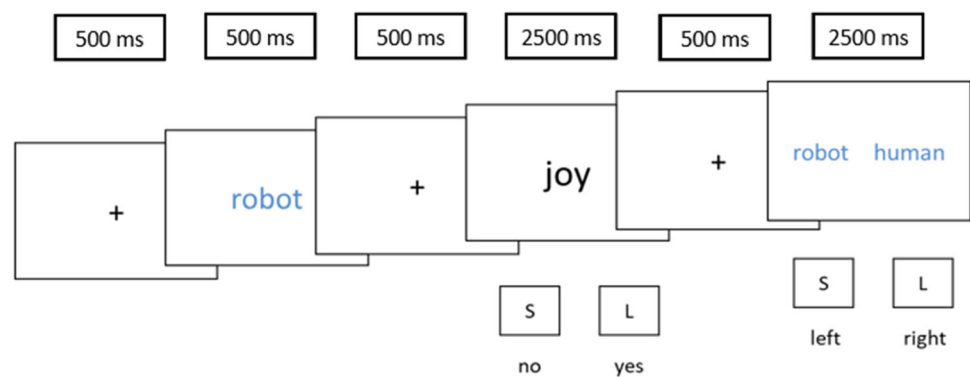 500 ms 500 ms 500 ms 2500 ms 500 ms 2500 ms
+ robot + joy + robot human
S L S L
no yes left right